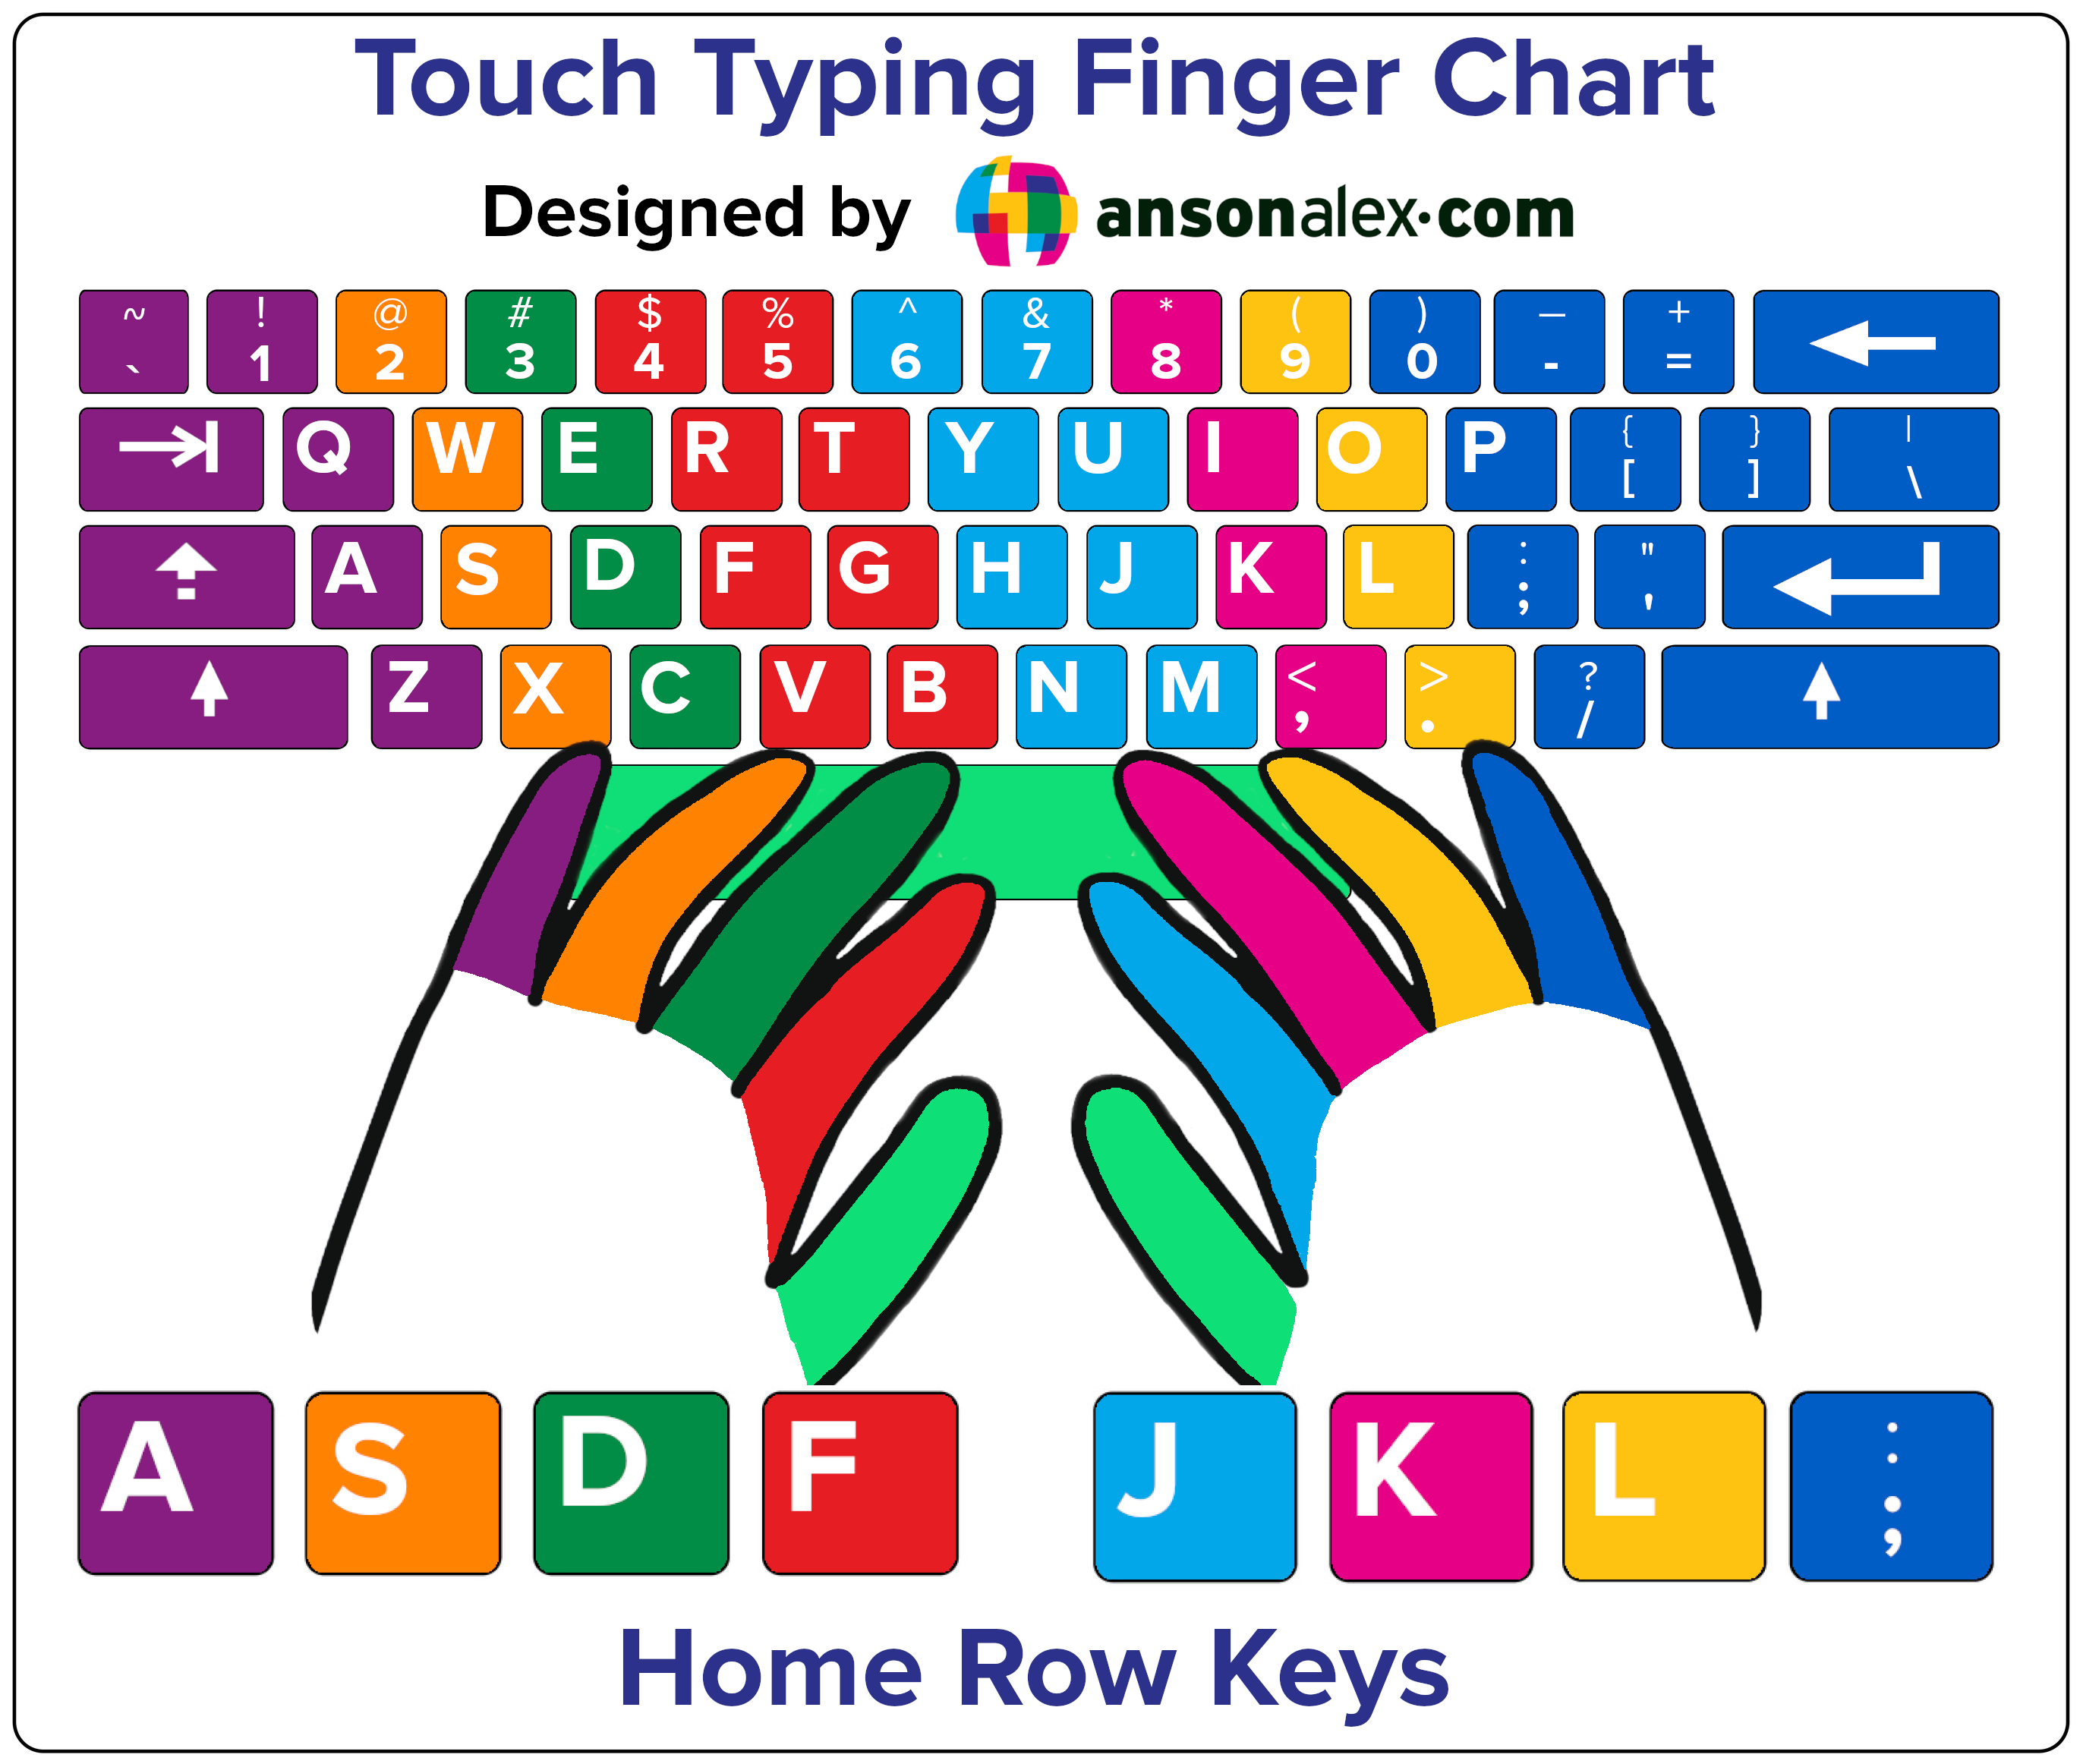 Touch Typing Finger Chart
Designed by ansonalex.com
~ ! @ # $ % ^ & * ( ) — +
` 1 2 3 4 5 6 7 8 9 0 - =
Q W E R T Y U I O P { } |
[ ] \
A S D F G H J K L : "
; '
Z X C V B N M < > ?
, . /
A S D F J K L :
;
Home Row Keys